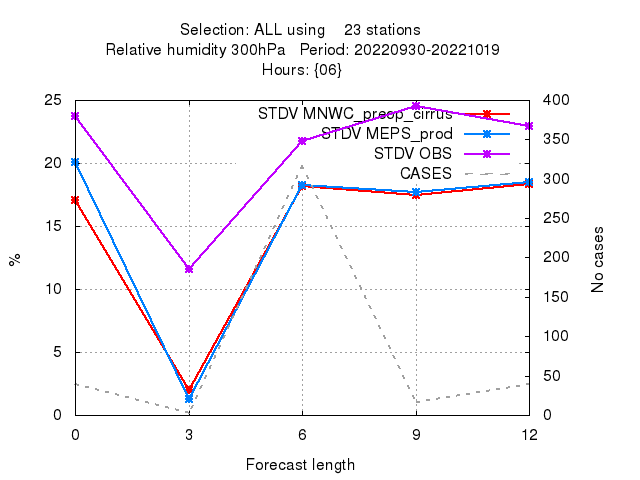 Selection: ALL using 23 stations
Relative humidity 300hPa Period: 20220930-20221019
Hours: {06}
25
20
15
10
5
0
%
400
350
300
250
200
150
100
50
0
No cases
STDV MNWC_preop_cirrus
STDV MEPS_prod
STDV OBS
CASES
0 3 6 9 12
Forecast length